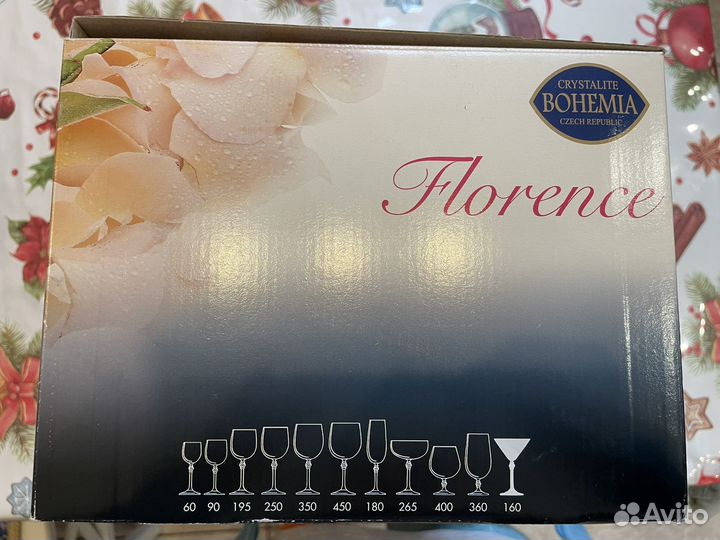 CRYSTALITE
BOHEMIA
CZECH REPUBLIC
Florence
60 90 195 250 350 450 180 265 400 360 160
Avito